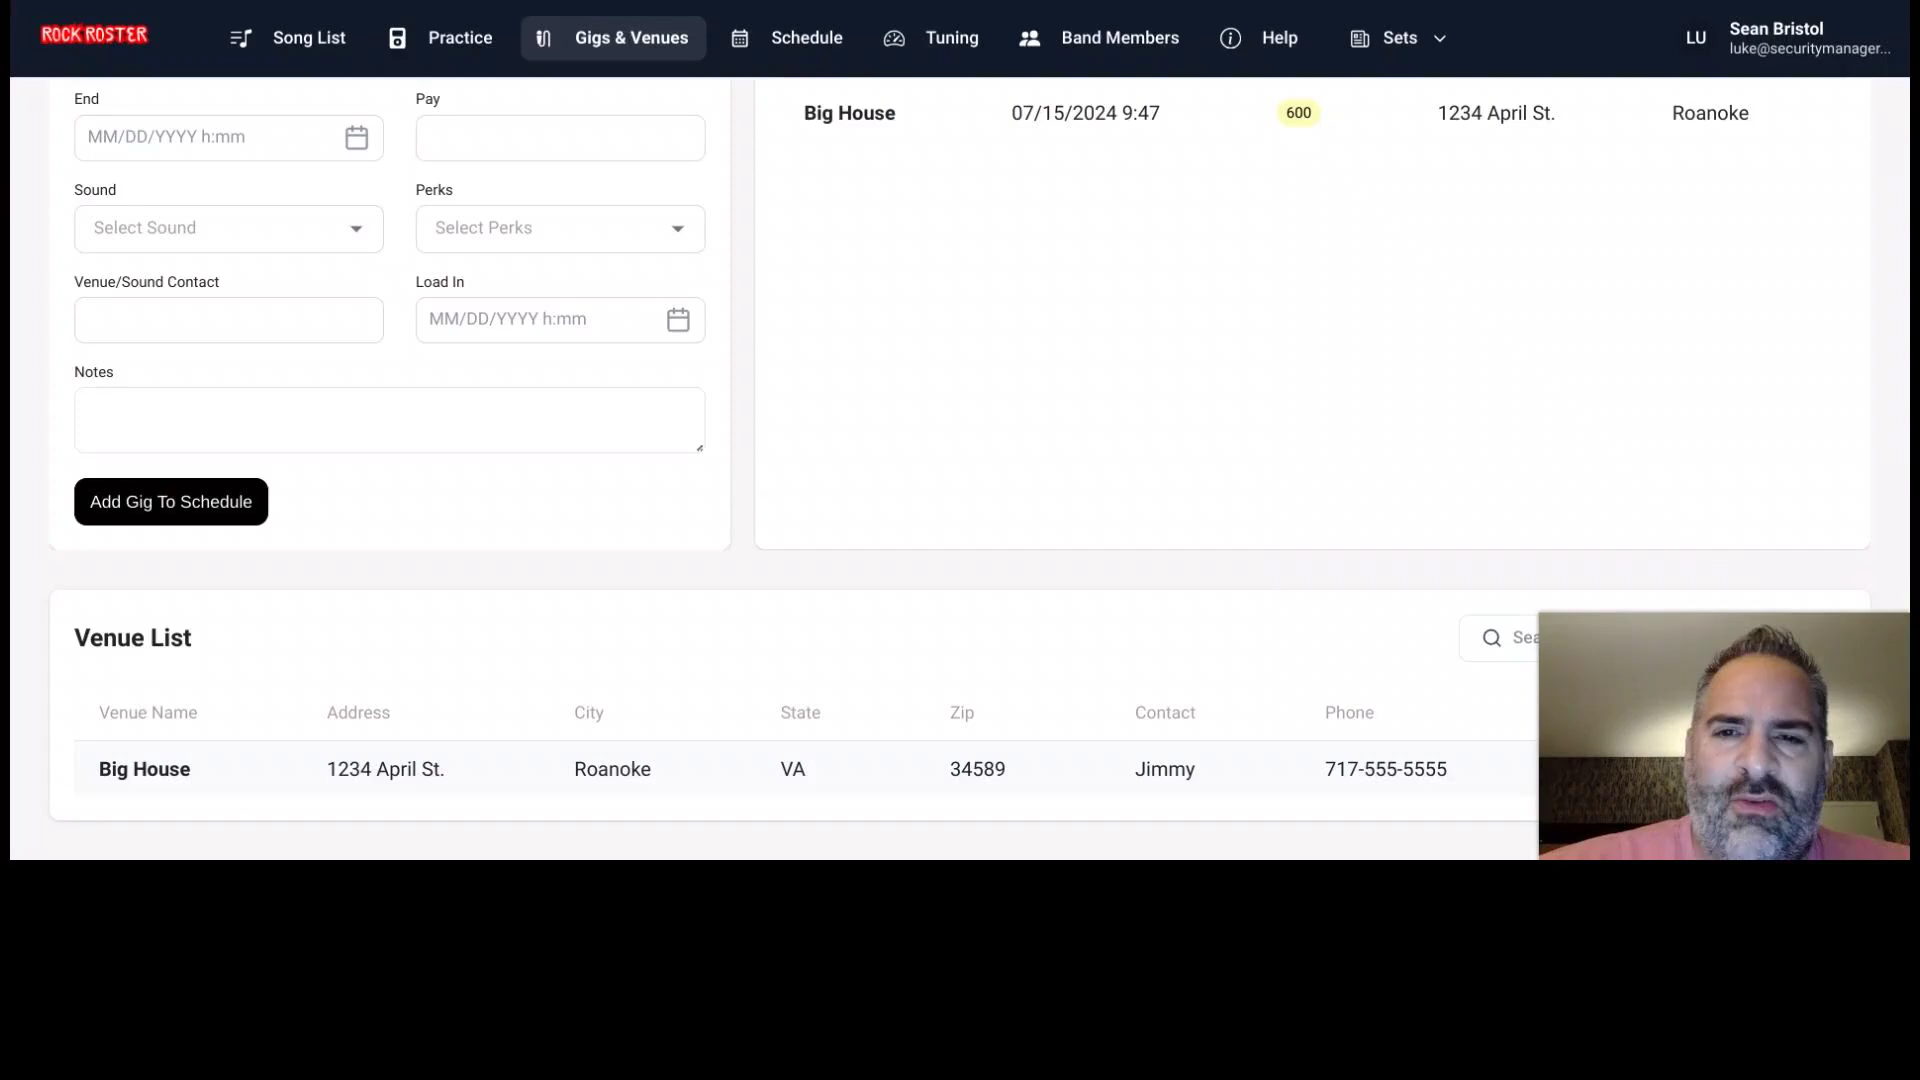 ROCK ROSTER
Song List
Practice
Gigs & Venues
Schedule
Tuning
Band Members
Help
Sets
LU
Sean Bristol
luke@securitymanager...
End
Pay
MM/DD/YYYY h:mm
Sound
Perks
Select Sound
Select Perks
Venue/Sound Contact
Load In
MM/DD/YYYY h:mm
Notes
Add Gig To Schedule
Big House 07/15/2024 9:47 600 1234 April St. Roanoke
Venue List
Venue Name Address City State Zip Contact Phone
Big House 1234 April St. Roanoke VA 34589 Jimmy 717-555-5555